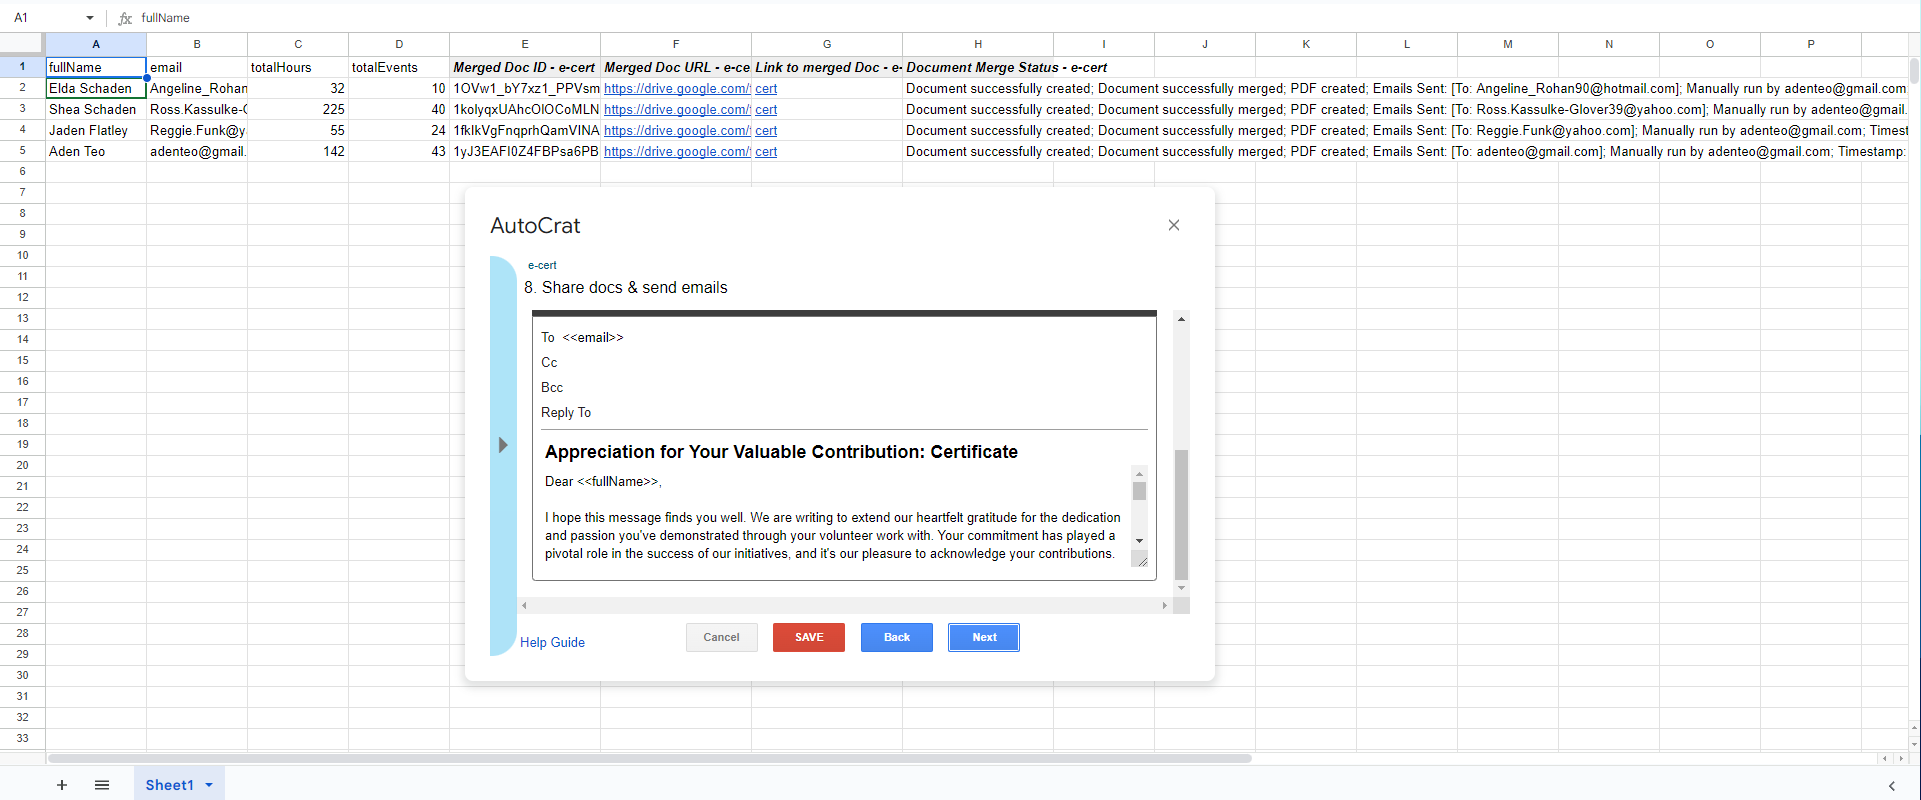 A1 fx fullName
A B C D E F G H I J K L M N O P
1 fullName email totalHours totalEvents Merged Doc ID - e-cert Merged Doc URL - e-ce Link to merged Doc - e- Document Merge Status - e-cert
2 Elda Schaden Angeline_Rohan 32 10 1OVw1_bY7xz1_PPVsm https://drive.google.com/ cert Document successfully created; Document successfully merged; PDF created; Emails Sent: [To: Angeline_Rohan90@hotmail.com]; Manually run by adenteo@gmail.com
3 Shea Schaden Ross.Kassulke-G 225 40 https://drive.google.com/ cert Document successfully created; Document successfully merged; PDF created; Emails Sent: [To: Ross.Kassulke-Glover39@yahoo.com]; Manually run by adenteo@gmail.
4 Jaden Flatley Reggie.Funk@y 55 24 https://drive.google.com/ cert Document successfully created; Document successfully merged; PDF created; Emails Sent: [To: Reggie.Funk@yahoo.com]; Manually run by adenteo@gmail.com; Timest
5 Aden Teo adenteo@gmail. 142 43 https://drive.google.com/ cert Document successfully created; Document successfully merged; PDF created; Emails Sent: [To: adenteo@gmail.com]; Manually run by adenteo@gmail.com; Timestamp:
6
7
8
9
10
11
12
13
14
15
16
17
18
19
20
21
22
23
24
25
26
27
28
29
30
31
32
33
AutoCrat
e-cert
8. Share docs & send emails
To <<email>>
Cc
Bcc
Reply To
Appreciation for Your Valuable Contribution: Certificate
Dear <<fullName>>,
I hope this message finds you well. We are writing to extend our heartfelt gratitude for the dedication
and passion you've demonstrated through your volunteer work with. Your commitment has played a
pivotal role in the success of our initiatives, and it's our pleasure to acknowledge your contributions.
Help Guide Cancel SAVE Back Next
Sheet1